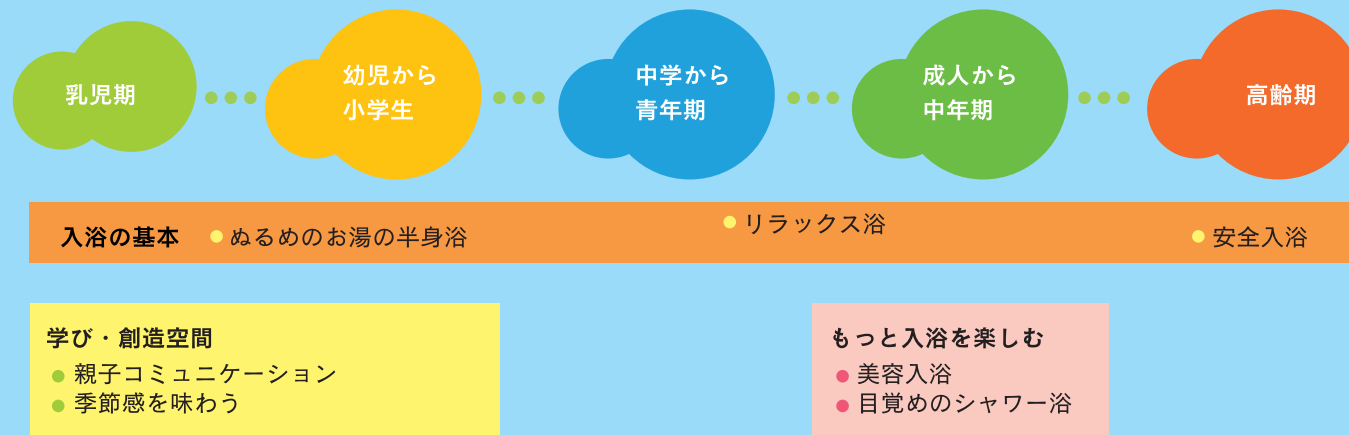 乳児期
幼児から
小学生
中学から
青年期
成人から
中年期
高齢期
入浴の基本
ぬるめのお湯の半身浴
リラックス浴
安全入浴
学び・創造空間
親子コミュニケーション
季節感を味わう
もっと入浴を楽しむ
美容入浴
目覚めのシャワー浴